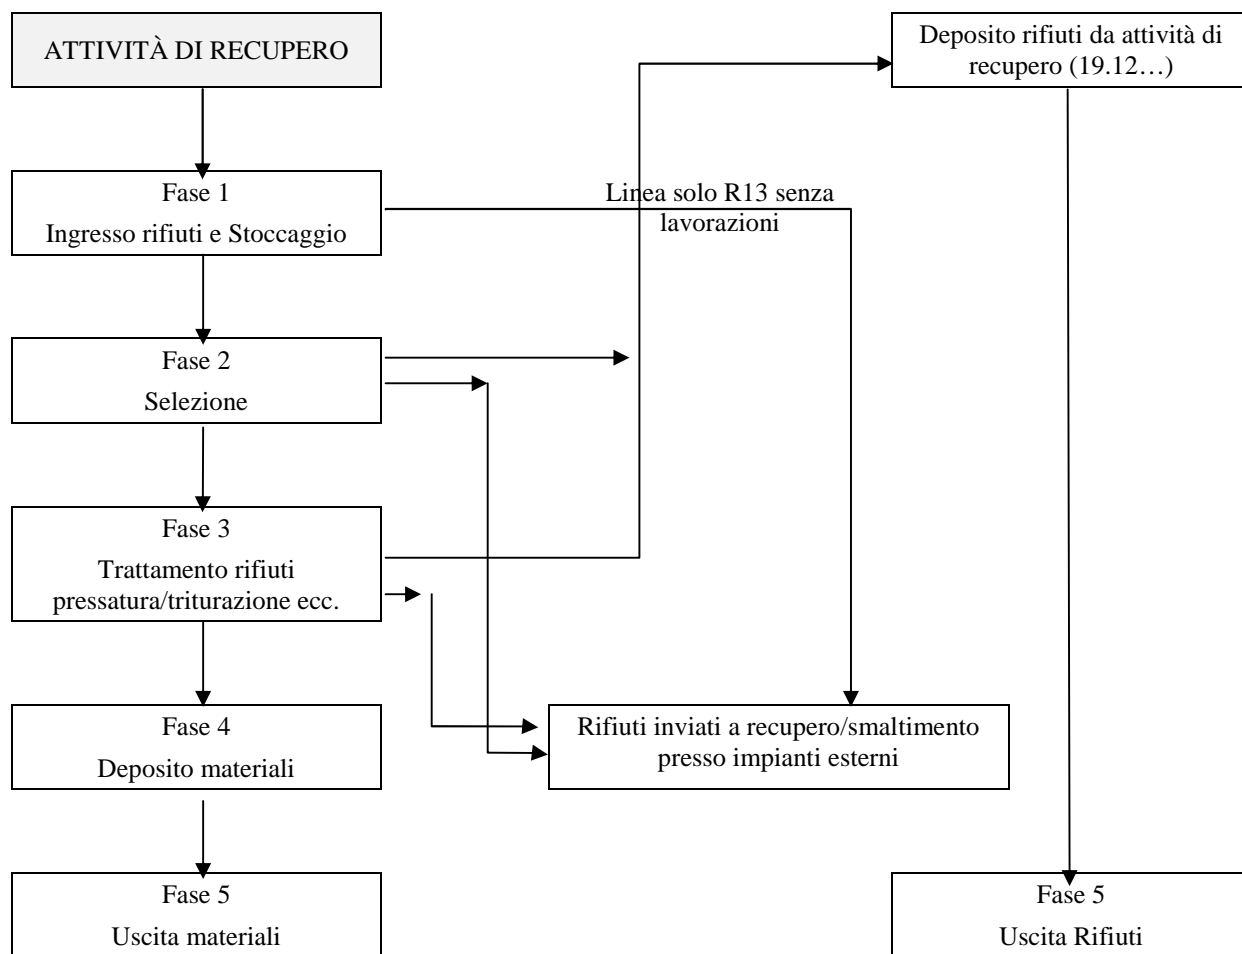 ATTIVITÀ DI RECUPERO
Deposito rifiuti da attività di
recupero (19.12…)
Fase 1
Ingresso rifiuti e Stoccaggio
Linea solo R13 senza
lavorazioni
Fase 2
Selezione
Fase 3
Trattamento rifiuti
pressatura/triturazione ecc.
Fase 4
Deposito materiali
Rifiuti inviati a recupero/smaltimento
presso impianti esterni
Fase 5
Uscita materiali
Fase 5
Uscita Rifiuti